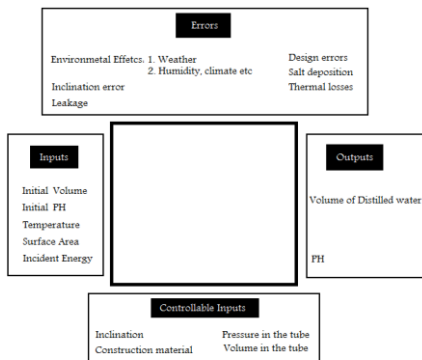 Errors
Environmetal Effetcs: 1. Weather
2. Humidity, climate etc
Inclination error
Leakage
Design errors
Salt deposition
Thermal losses
Inputs
Initial Volume
Initial PH
Temperature
Surface Area
Incident Energy
Outputs
Volume of Distilled water
PH
Controllable Inputs
Inclination
Construction material
Pressure in the tube
Volume in the tube